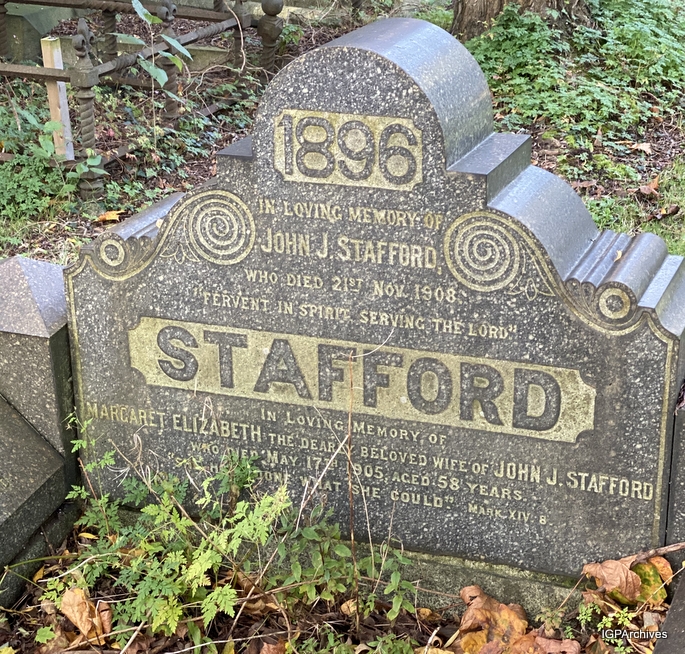 1896
IN LOVING MEMORY OF
JOHN J. STAFFORD,
WHO DIED 21ST NOV. 1908.
"FERVENT IN SPIRIT, SERVING THE LORD"
STAFFORD
IN LOVING MEMORY OF
MARGARET ELIZABETH THE DEARLY BELOVED WIFE OF JOHN J. STAFFORD
WHO DIED MAY 17TH 1905, AGED 58 YEARS.
DONE WHAT SHE COULD". MARK XIV. 8.
IGPArchives